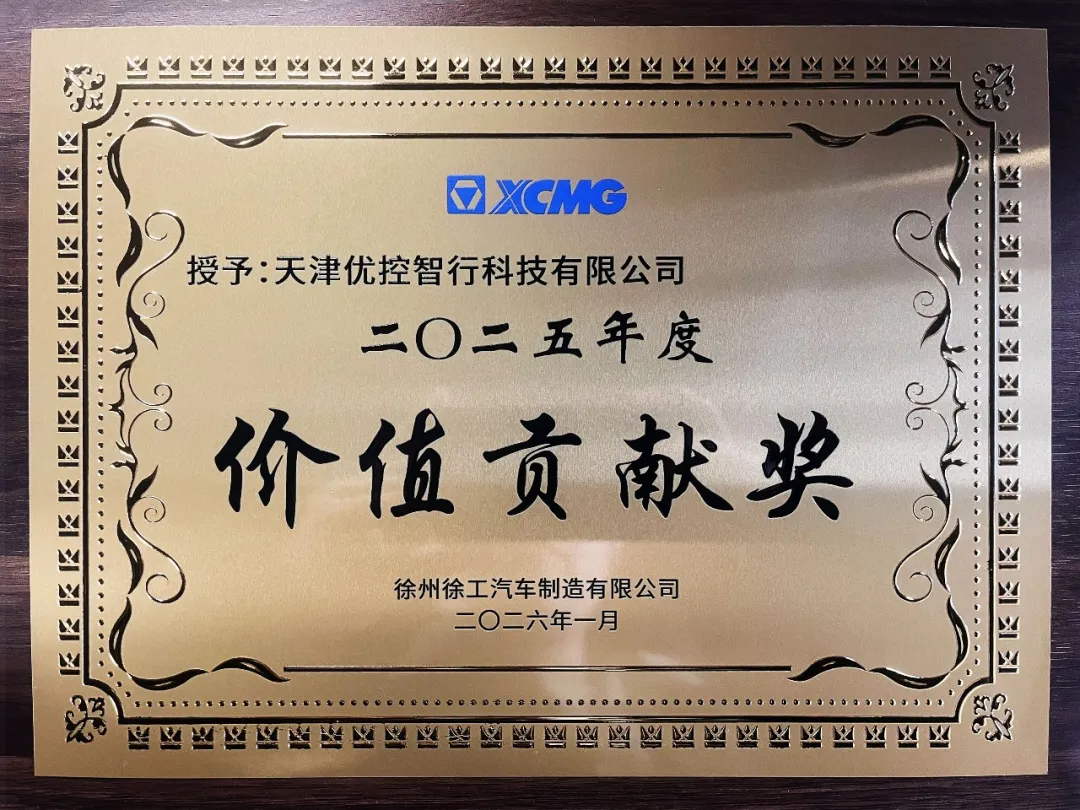 XCMG
授予：天津优控智行科技有限公司
二〇二五年度
价值贡献奖
徐州徐工汽车制造有限公司
二〇二六年一月